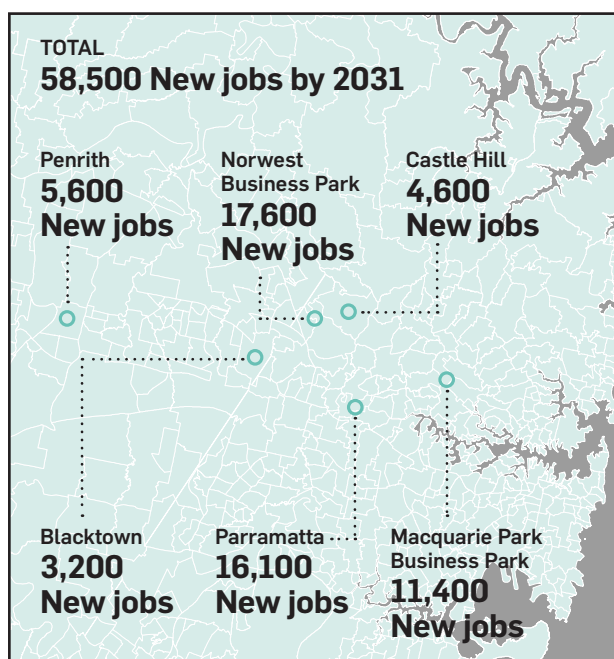 TOTAL
58,500 New jobs by 2031
Penrith
5,600
New jobs
Norwest
Business Park
17,600
New jobs
Castle Hill
4,600
New jobs
Blacktown
3,200
New jobs
Parramatta
16,100
New jobs
Macquarie Park
Business Park
11,400
New jobs